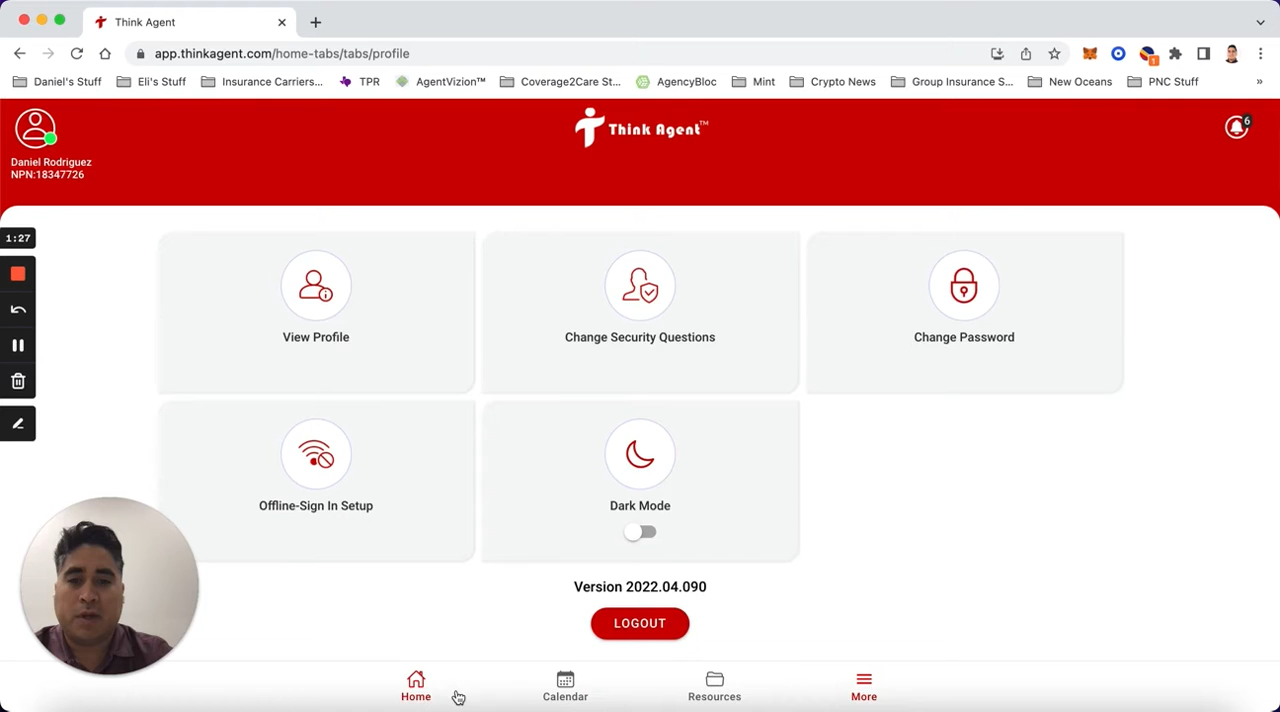 Think Agent
app.thinkagent.com/home-tabs/tabs/profile
1
Daniel's Stuff
Eli's Stuff
Insurance Carriers...
TPR
AgentVizion™
Coverage2Care St...
AgencyBloc
Mint
Crypto News
Group Insurance S...
New Oceans
PNC Stuff
»
Think Agent™
6
Daniel Rodriguez
NPN:18347726
1:27
View Profile
Change Security Questions
Change Password
Offline-Sign In Setup
Dark Mode
Version 2022.04.090
LOGOUT
Home
Calendar
Resources
More